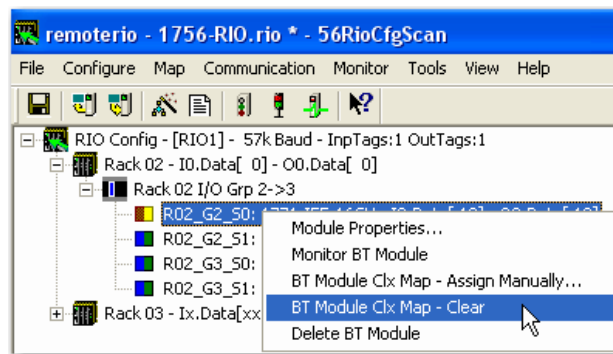 remoterio - 1756-RIO.rio * - 56RioCfgScan
File Configure Map Communication Monitor Tools View Help
RIO Config - [RIO1] - 57k Baud - InpTags:1 OutTags:1
Rack 02 - I0.Data[ 0] - O0.Data[ 0]
Rack 02 I/O Grp 2->3
R02_G2_S0:
R02_G2_S1:
R02_G3_S0:
R02_G3_S1:
Rack 03 - Ix.Data[xx
Module Properties...
Monitor BT Module
BT Module Clx Map - Assign Manually...
BT Module Clx Map - Clear
Delete BT Module